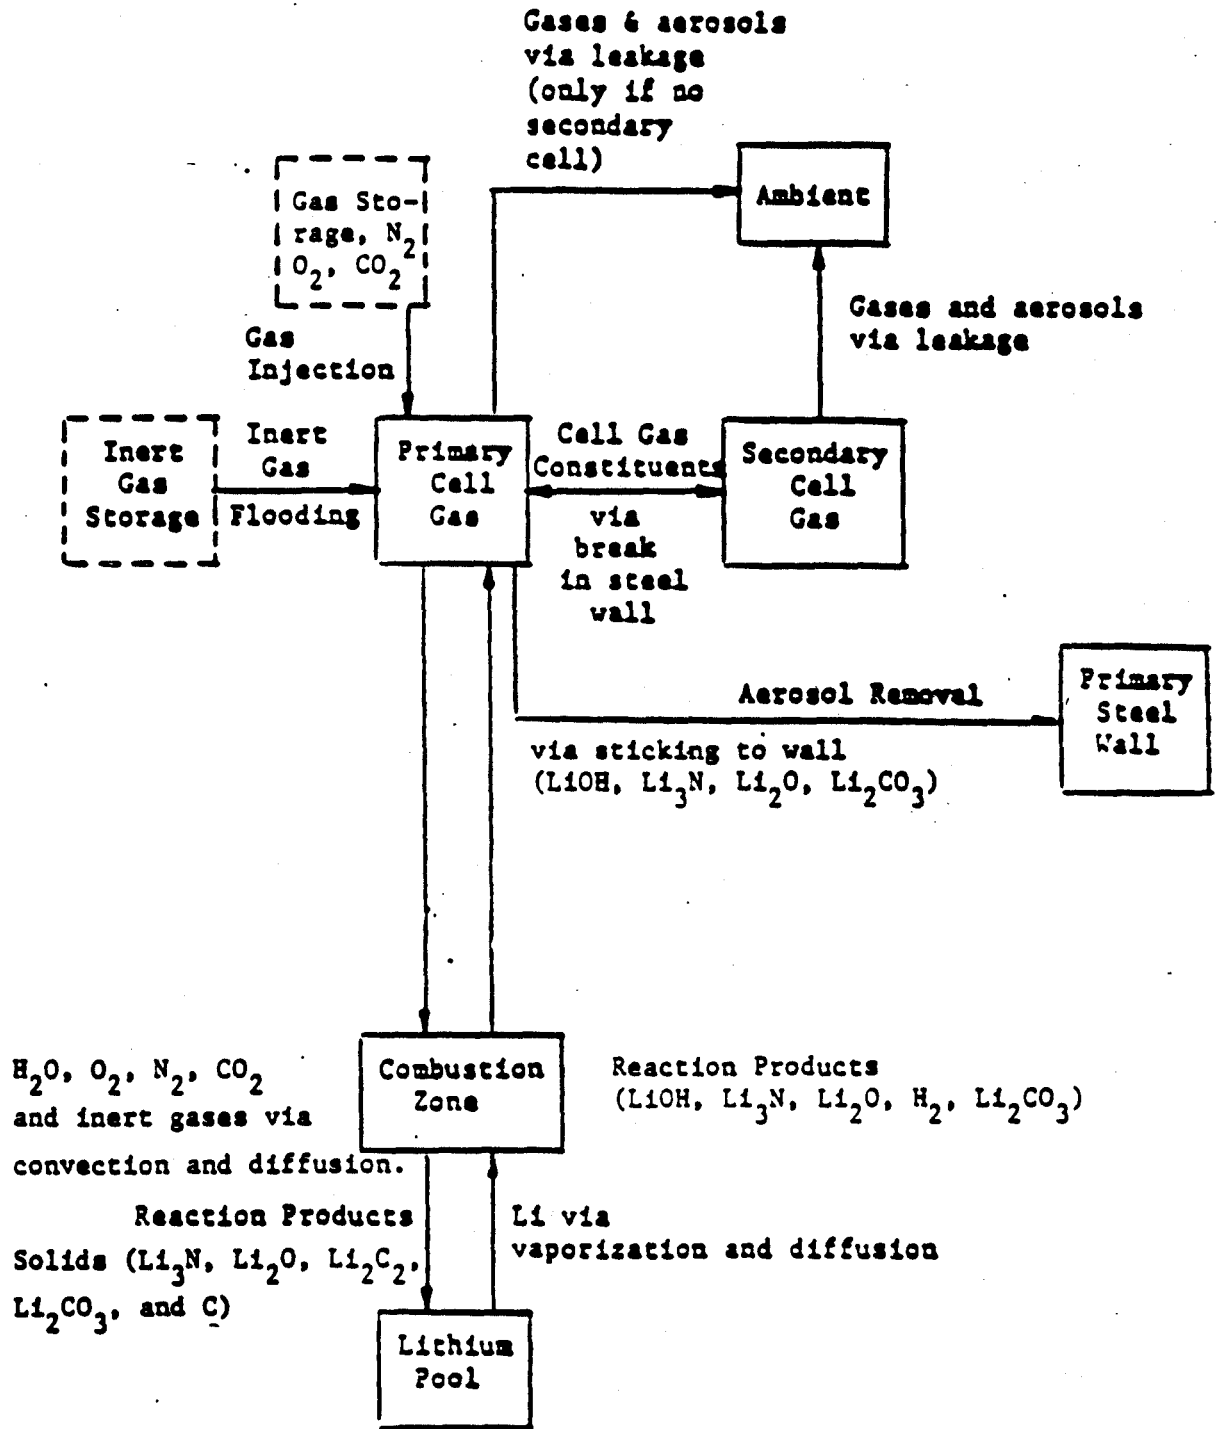 Gases & aerosols
via leakage
(only if no
secondary
cell)
Ambient
Gas Sto-
rage, N₂
O₂, CO₂
Gases and aerosols
via leakage
Gas
Injection
Inert
Gas
Storage
Inert
Gas
Flooding
Primary
Cell
Gas
Cell Gas
Constituents
via
break
in steel
wall
Secondary
Cell
Gas
Aerosol Removal
via sticking to wall
(LiOH, Li₃N, Li₂O, Li₂CO₃)
Primary
Steel
Wall
H₂O, O₂, N₂, CO₂
and inert gases via
convection and diffusion.
Combustion
Zone
Reaction Products
(LiOH, Li₃N, Li₂O, H₂, Li₂CO₃)
Reaction Products
Solids (Li₃N, Li₂O, Li₂C₂,
Li₂CO₃, and C)
Li via
vaporization and diffusion
Lithium
Pool